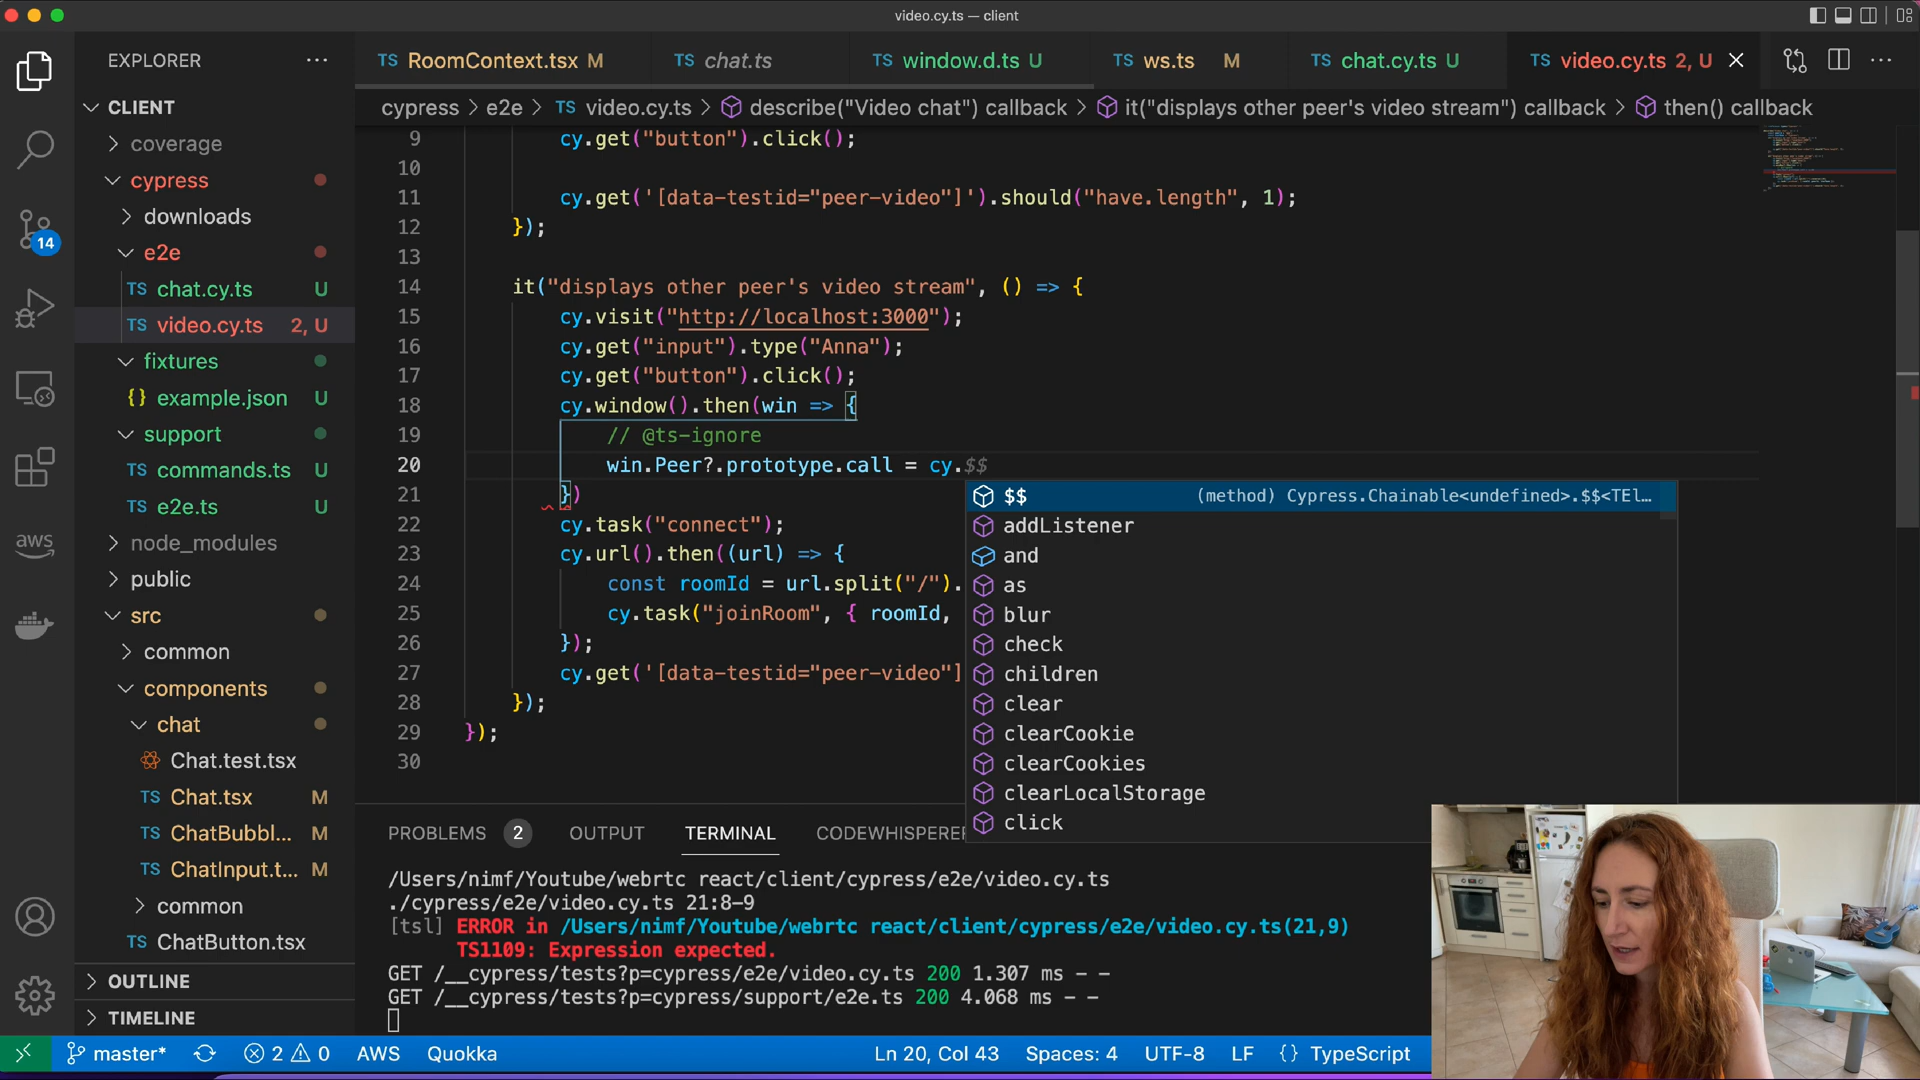 video.cy.ts — client
EXPLORER
TS RoomContext.tsx M
TS chat.ts
TS window.d.ts U
TS ws.ts M
TS chat.cy.ts U
TS video.cy.ts 2, U
CLIENT
cypress > e2e > TS video.cy.ts > describe("Video chat") callback > it("displays other peer's video stream") callback > then() callback
coverage
cypress
downloads
e2e
TS chat.cy.ts U
TS video.cy.ts 2, U
fixtures
{} example.json U
support
TS commands.ts U
TS e2e.ts U
node_modules
public
src
common
components
chat
Chat.test.tsx
TS Chat.tsx M
TS ChatBubbl... M
TS ChatInput.t... M
common
TS ChatButton.tsx
OUTLINE
TIMELINE
14
aws
9 cy.get("button").click();
10
11 cy.get('[data-testid="peer-video"]').should("have.length", 1);
12 });
13
14 it("displays other peer's video stream", () => {
15 cy.visit("http://localhost:3000");
16 cy.get("input").type("Anna");
17 cy.get("button").click();
18 cy.window().then(win => {
19 // @ts-ignore
20 win.Peer?.prototype.call = cy.$$
21 })
22 cy.task("connect");
23 cy.url().then((url) => {
24 const roomId = url.split("/").
25 cy.task("joinRoom", { roomId,
26 });
27 cy.get('[data-testid="peer-video"]
28 });
29 });
30
$$ (method) Cypress.Chainable<undefined>.$$<TEl…
addListener
and
as
blur
check
children
clear
clearCookie
clearCookies
clearLocalStorage
click
PROBLEMS 2 OUTPUT TERMINAL CODEWHISPERER
/Users/nimf/Youtube/webrtc react/client/cypress/e2e/video.cy.ts
./cypress/e2e/video.cy.ts 21:8-9
[tsl] ERROR in /Users/nimf/Youtube/webrtc react/client/cypress/e2e/video.cy.ts(21,9)
TS1109: Expression expected.
GET /__cypress/tests?p=cypress/e2e/video.cy.ts 200 1.307 ms - -
GET /__cypress/tests?p=cypress/support/e2e.ts 200 4.068 ms - -
master* 2 0 AWS Quokka Ln 20, Col 43 Spaces: 4 UTF-8 LF {} TypeScript